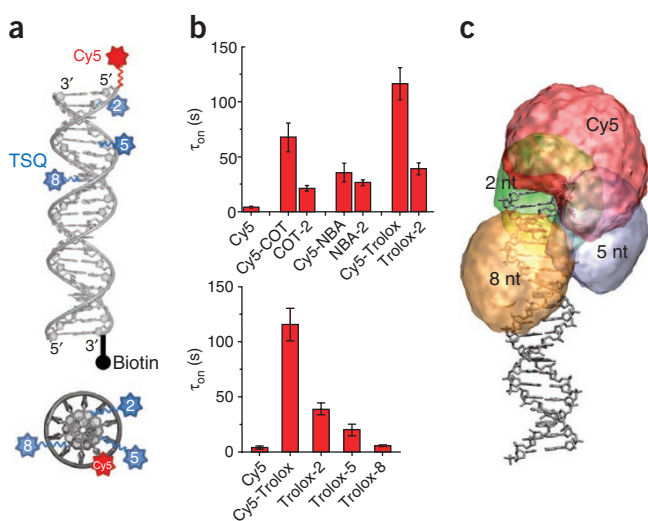 a
Cy5
3′
5′
2
5
TSQ
8
5′
3′
Biotin
2
8
5
Cy5
b
τon (s)
150
100
50
0
Cy5
Cy5-COT
COT-2
Cy5-NBA
NBA-2
Cy5-Trolox
Trolox-2
τon (s)
150
100
50
0
Cy5
Cy5-Trolox
Trolox-2
Trolox-5
Trolox-8
c
Cy5
2 nt
5 nt
8 nt